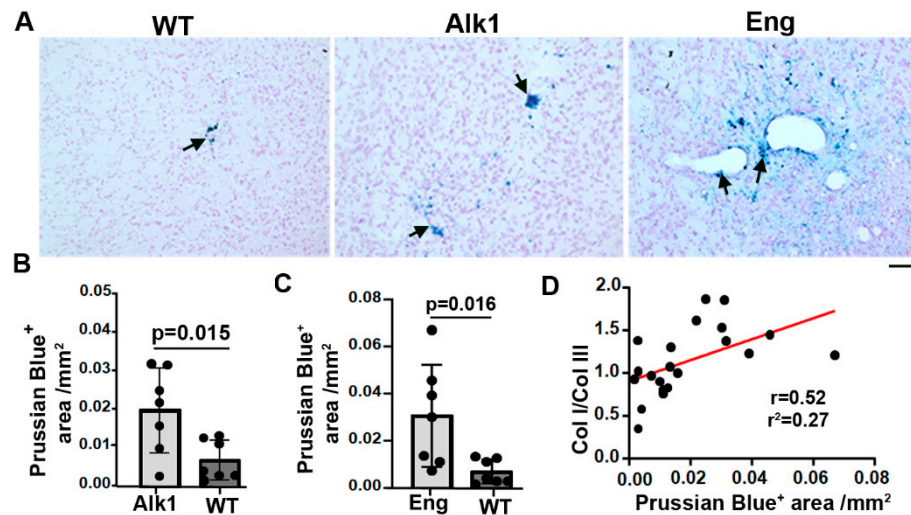 A
WT
Alk1
Eng
B
Prussian Blue⁺
area /mm²
0.05
0.04
0.03
0.02
0.01
0.00
p=0.015
Alk1
WT
C
Prussian Blue⁺
area /mm²
0.08
0.06
0.04
0.02
0.00
p=0.016
Eng
WT
D
Col I/Col III
2.0
1.5
1.0
0.5
0.0
r=0.52
r²=0.27
0.00
0.02
0.04
0.06
0.08
Prussian Blue⁺ area /mm²